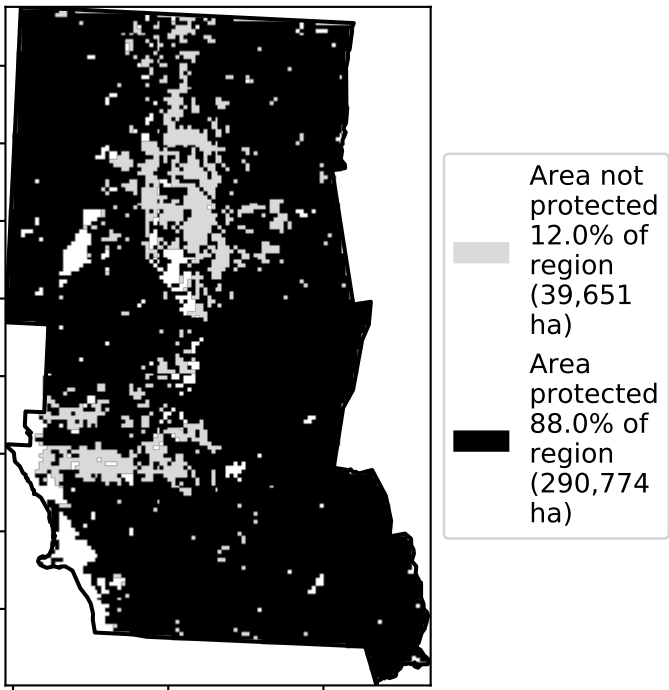 Area not
protected
12.0% of
region
(39,651
ha)
Area
protected
88.0% of
region
(290,774
ha)